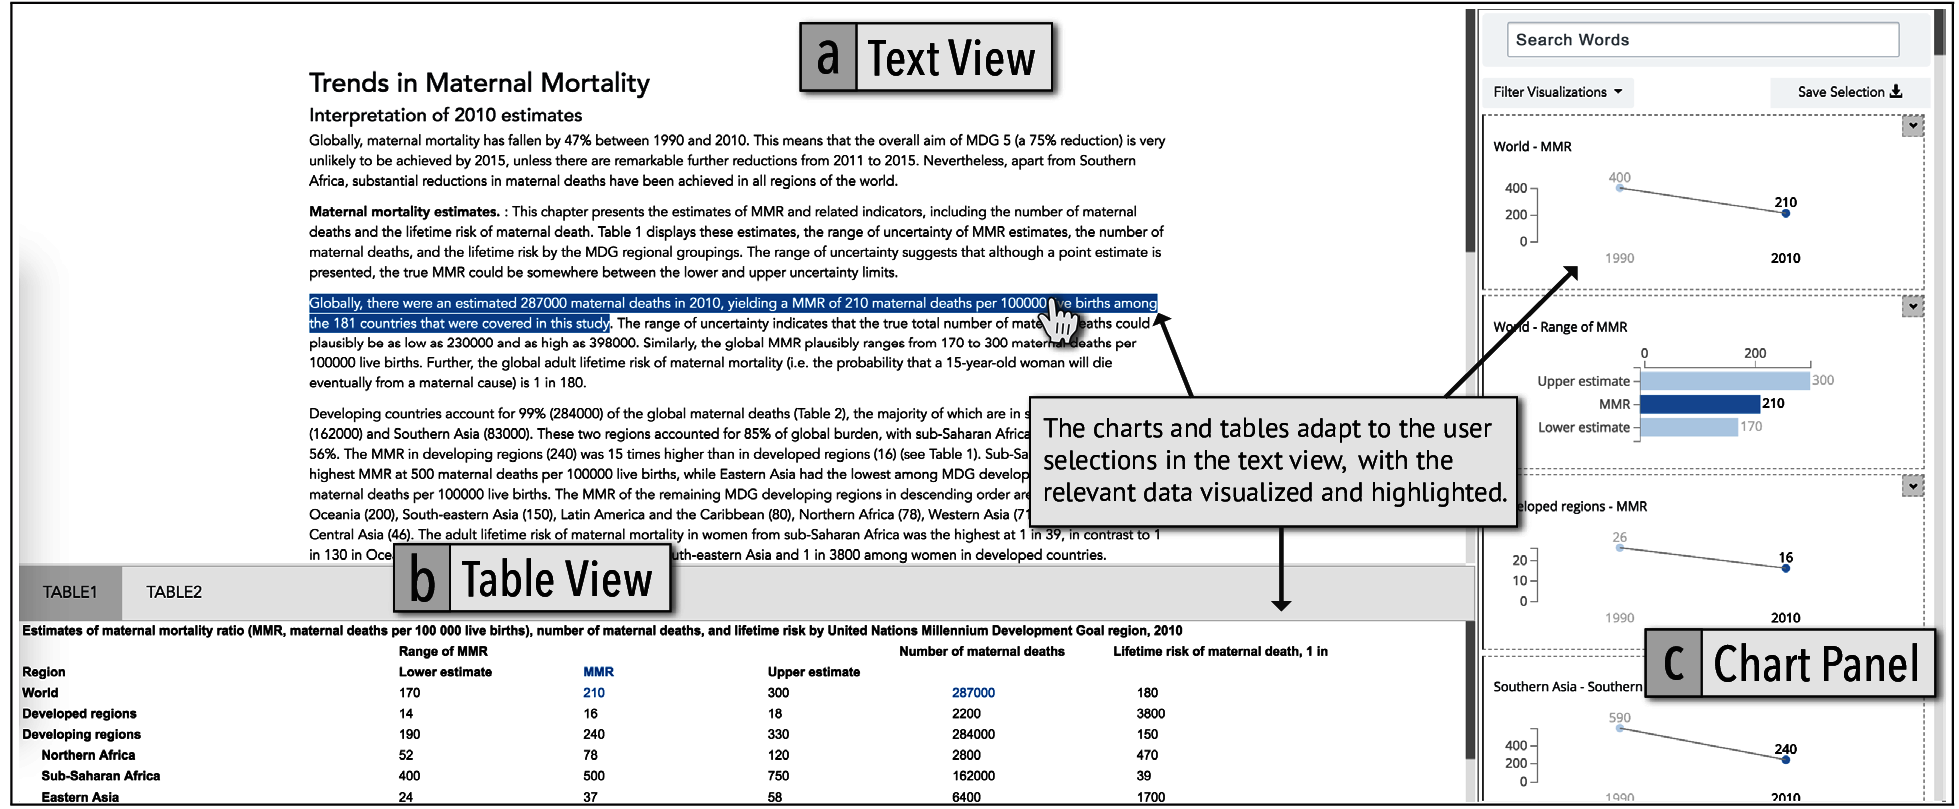 a Text View
Trends in Maternal Mortality
Interpretation of 2010 estimates
Globally, maternal mortality has fallen by 47% between 1990 and 2010. This means that the overall aim of MDG 5 (a 75% reduction) is very
unlikely to be achieved by 2015, unless there are remarkable further reductions from 2011 to 2015. Nevertheless, apart from Southern
Africa, substantial reductions in maternal deaths have been achieved in all regions of the world.
Maternal mortality estimates. : This chapter presents the estimates of MMR and related indicators, including the number of maternal
deaths and the lifetime risk of maternal death. Table 1 displays these estimates, the range of uncertainty of MMR estimates, the number of
maternal deaths, and the lifetime risk by the MDG regional groupings. The range of uncertainty suggests that although a point estimate is
presented, the true MMR could be somewhere between the lower and upper uncertainty limits.
Globally, there were an estimated 287000 maternal deaths in 2010, yielding a MMR of 210 maternal deaths per 100000 live births among
the 181 countries that were covered in this study. The range of uncertainty indicates that the true total number of maternal deaths could
plausibly be as low as 230000 and as high as 398000. Similarly, the global MMR plausibly ranges from 170 to 300 maternal deaths per
100000 live births. Further, the global adult lifetime risk of maternal mortality (i.e. the probability that a 15-year-old woman will die
eventually from a maternal cause) is 1 in 180.
Developing countries account for 99% (284000) of the global maternal deaths (Table 2), the majority of which are in s
(162000) and Southern Asia (83000). These two regions accounted for 85% of global burden, with sub-Saharan Africa
56%. The MMR in developing regions (240) was 15 times higher than in developed regions (16) (see Table 1). Sub-Sa
highest MMR at 500 maternal deaths per 100000 live births, while Eastern Asia had the lowest among MDG develop
maternal deaths per 100000 live births. The MMR of the remaining MDG developing regions in descending order are
Oceania (200), South-eastern Asia (150), Latin America and the Caribbean (80), Northern Africa (78), Western Asia (71
Central Asia (46). The adult lifetime risk of maternal mortality in women from sub-Saharan Africa was the highest at 1 in 39, in contrast to 1
in 130 in Oce uth-eastern Asia and 1 in 3800 among women in developed countries.
The charts and tables adapt to the user
selections in the text view, with the
relevant data visualized and highlighted.
b Table View
TABLE1 TABLE2
Estimates of maternal mortality ratio (MMR, maternal deaths per 100 000 live births), number of maternal deaths, and lifetime risk by United Nations Millennium Development Goal region, 2010
Range of MMR Number of maternal deaths Lifetime risk of maternal death, 1 in
Region Lower estimate MMR Upper estimate
World 170 210 300 287000 180
Developed regions 14 16 18 2200 3800
Developing regions 190 240 330 284000 150
Northern Africa 52 78 120 2800 470
Sub-Saharan Africa 400 500 750 162000 39
Eastern Asia 24 37 58 6400 1700
Search Words
Filter Visualizations Save Selection
World - MMR
400
400
210
200
0
1990 2010
World - Range of MMR
0 200
Upper estimate 300
MMR 210
Lower estimate 170
eloped regions - MMR
26
20 16
10
0
1990 2010
c Chart Panel
Southern Asia - Southern
590
400 240
200
0
1990 2010